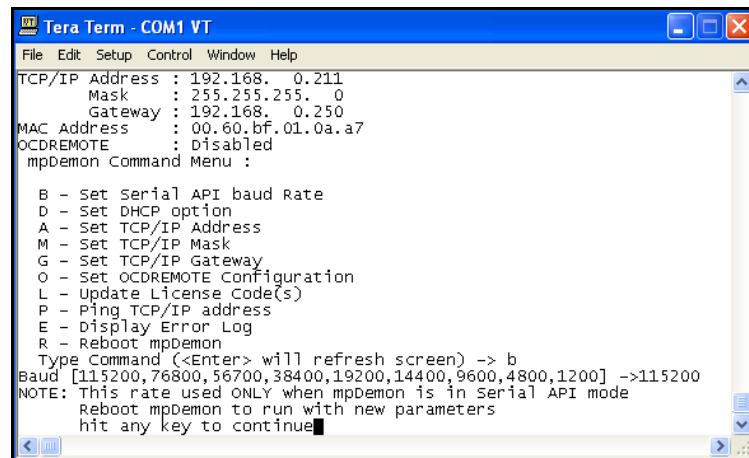 Tera Term - COM1 VT
File Edit Setup Control Window Help
TCP/IP Address : 192.168.  0.211
Mask    : 255.255.255.  0
Gateway : 192.168.  0.250
MAC Address     : 00.60.bf.01.0a.a7
OCDREMOTE       : Disabled
mpDemon Command Menu :
B - Set Serial API baud Rate
D - Set DHCP option
A - Set TCP/IP Address
M - Set TCP/IP Mask
G - Set TCP/IP Gateway
O - Set OCDREMOTE Configuration
L - Update License Code(s)
P - Ping TCP/IP address
E - Display Error Log
R - Reboot mpDemon
Type Command (<Enter> will refresh screen) -> b
Baud [115200,76800,56700,38400,19200,14400,9600,4800,1200] ->115200
NOTE: This rate used ONLY when mpDemon is in Serial API mode
Reboot mpDemon to run with new parameters
hit any key to continue